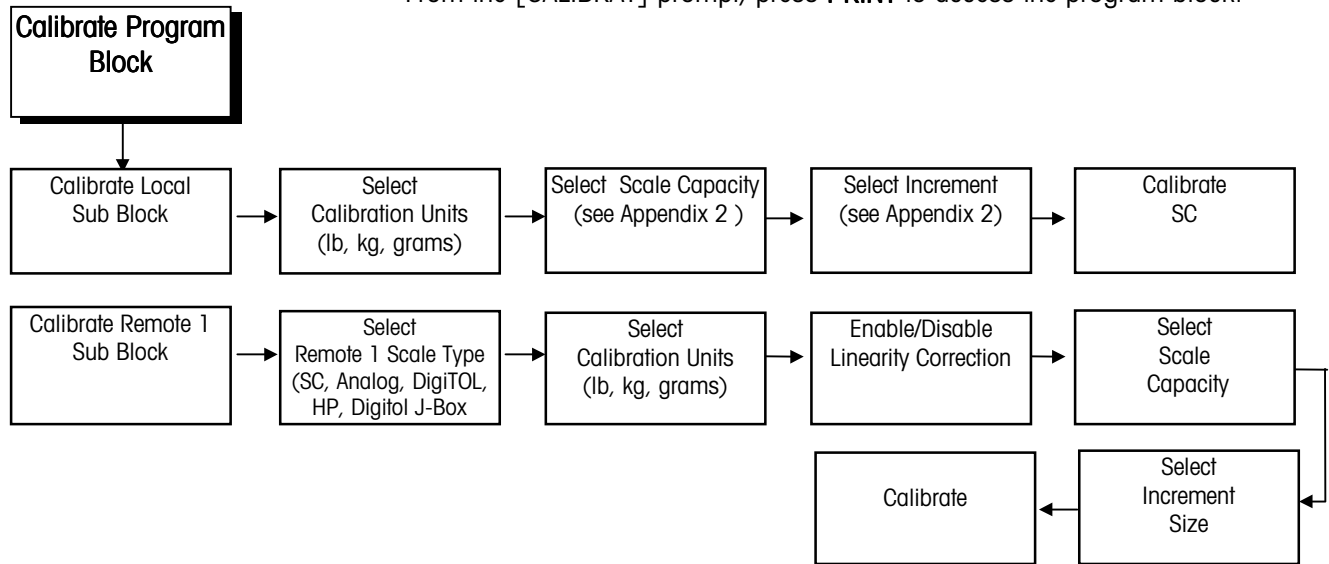 From the [CALIBRAT] prompt, press PRINT to access the program block.
Calibrate Program
Block
Calibrate Local
Sub Block
Select
Calibration Units
(lb, kg, grams)
Select Scale Capacity
(see Appendix 2 )
Select Increment
(see Appendix 2)
Calibrate
SC
Calibrate Remote 1
Sub Block
Select
Remote 1 Scale Type
(SC, Analog, DigiTOL,
HP, Digitol J-Box
Select
Calibration Units
(lb, kg, grams)
Enable/Disable
Linearity Correction
Select
Scale
Capacity
Select
Increment
Size
Calibrate